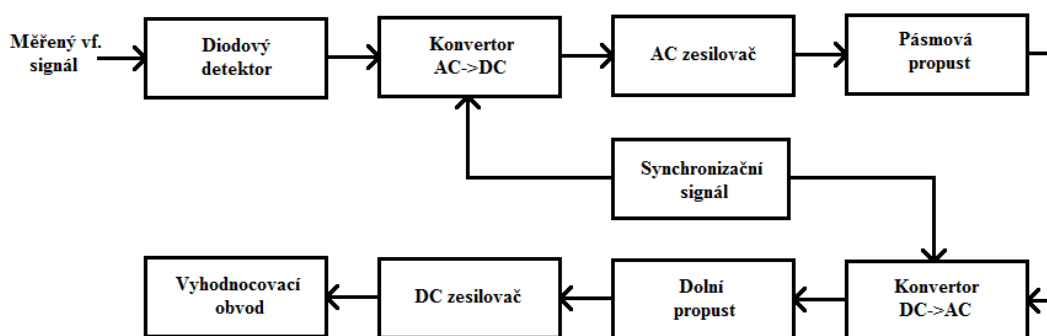 Měřený vf.
signál
Diodový
detektor
Konvertor
AC->DC
AC zesilovač
Pásmová
propust
Synchronizační
signál
Vyhodnocovací
obvod
DC zesilovač
Dolní
propust
Konvertor
DC->AC